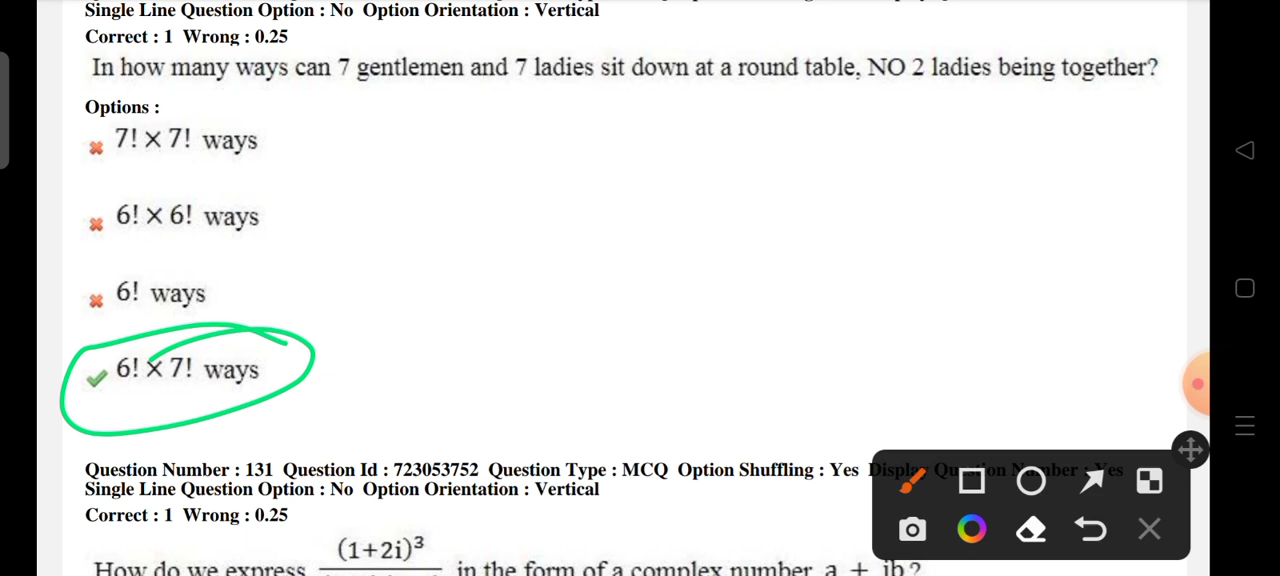 Single Line Question Option : No Option Orientation : Vertical
Correct : 1 Wrong : 0.25
In how many ways can 7 gentlemen and 7 ladies sit down at a round table, NO 2 ladies being together?
Options :
7! × 7! ways
6! × 6! ways
6! ways
6! × 7! ways
Question Number : 131 Question Id : 723053752 Question Type : MCQ Option Shuffling : Yes Display Question Number : Yes
Single Line Question Option : No Option Orientation : Vertical
Correct : 1 Wrong : 0.25
(1+2i)³
How do we express in the form of a complex number a + ib?